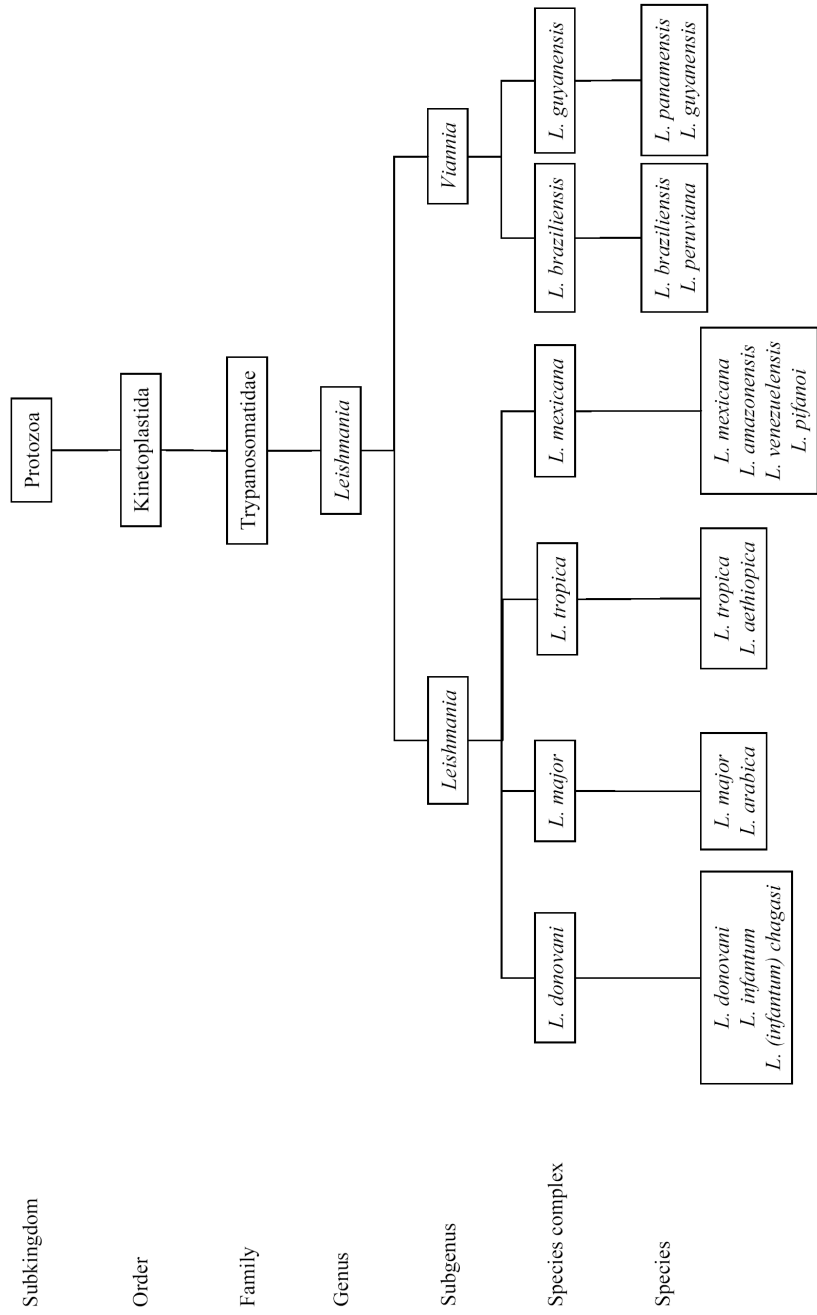 Subkingdom
Protozoa
Order
Kinetoplastida
Family
Trypanosomatidae
Genus
Leishmania
Subgenus
Leishmania
Viannia
Species complex
L. donovani
L. major
L. tropica
L. mexicana
L. braziliensis
L. guyanensis
Species
L. donovani
L. infantum
L. (infantum) chagasi
L. major
L. arabica
L. tropica
L. aethiopica
L. mexicana
L. amazonensis
L. venezuelensis
L. pifanoi
L. braziliensis
L. peruviana
L. panamensis
L. guyanensis